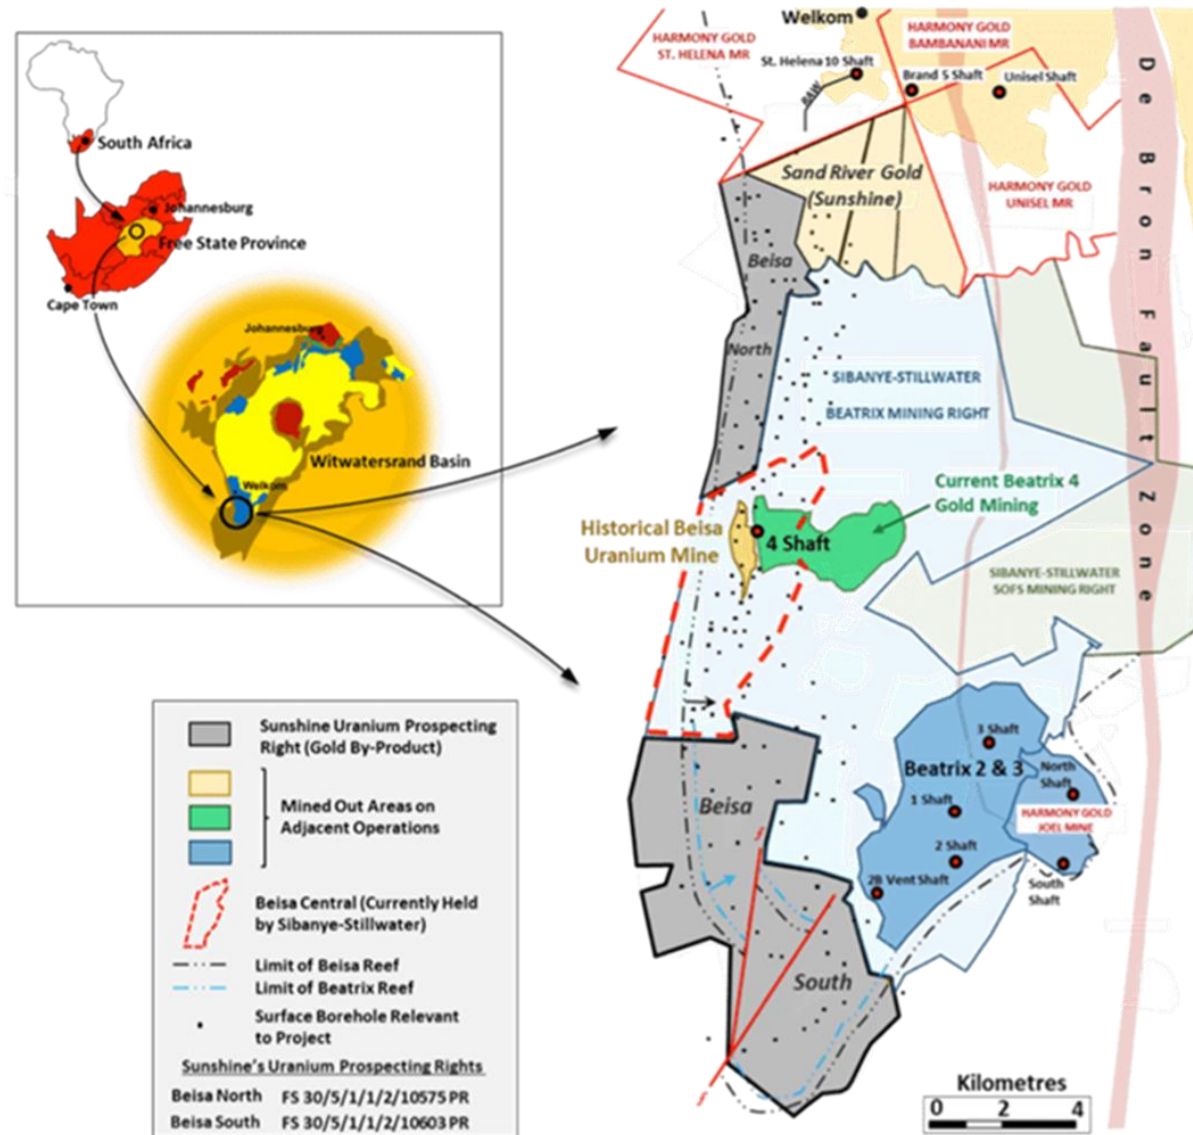 South Africa
Johannesburg
Free State Province
Cape Town
Johannesburg
Witwatersrand Basin
Welkom
Sunshine Uranium Prospecting
Right (Gold By-Product)
Mined Out Areas on
Adjacent Operations
Beisa Central (Currently Held
by Sibanye-Stillwater)
Limit of Beisa Reef
Limit of Beatrix Reef
Surface Borehole Relevant
to Project
Sunshine's Uranium Prospecting Rights
Beisa North FS 30/5/1/1/2/10575 PR
Beisa South FS 30/5/1/1/2/10603 PR
Welkom
HARMONY GOLD
ST. HELENA MR
HARMONY GOLD
BAMBANANI MR
St. Helena 10 Shaft
Brand 5 Shaft
Unisel Shaft
RAW
Sand River Gold
(Sunshine)
HARMONY GOLD
UNISEL MR
De Bron Fault Zone
Beisa
North
SIBANYE-STILLWATER
BEATRIX MINING RIGHT
Current Beatrix 4
Gold Mining
Historical Beisa
Uranium Mine
4 Shaft
SIBANYE-STILLWATER
SOFS MINING RIGHT
3 Shaft
Beatrix 2 & 3
North
Shaft
1 Shaft
HARMONY GOLD
JOEL MINE
2 Shaft
2B Vent Shaft
South
Shaft
Beisa
South
Kilometres
0 2 4